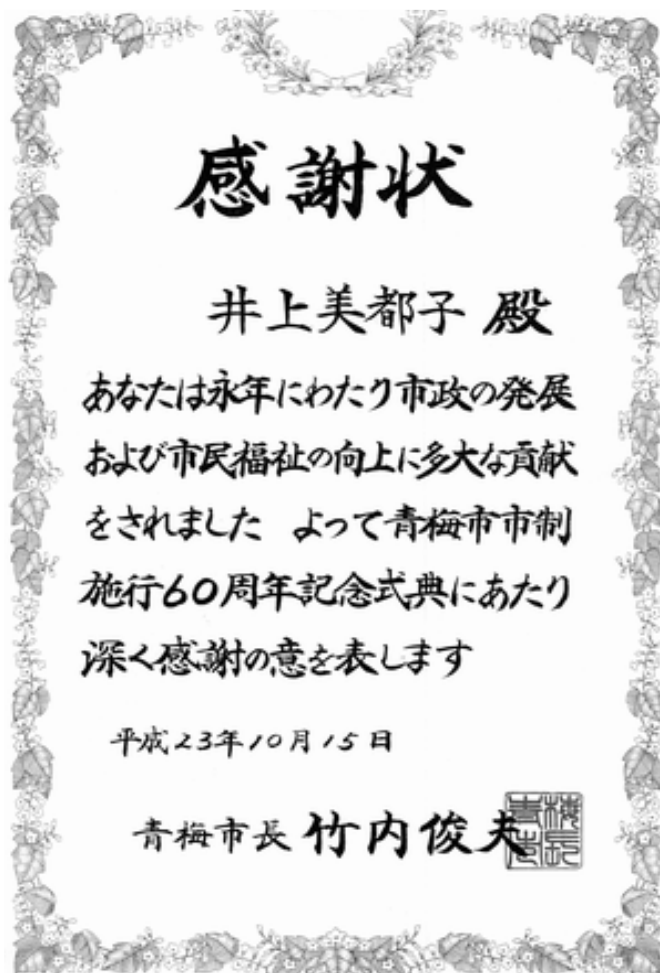 感謝状
井上美都子 殿
あなたは永年にわたり市政の発展
および市民福祉の向上に多大な貢献
をされました　よって青梅市市制
施行60周年記念式典にあたり
深く感謝の意を表します
平成23年10月15日
青梅市長 竹内俊夫